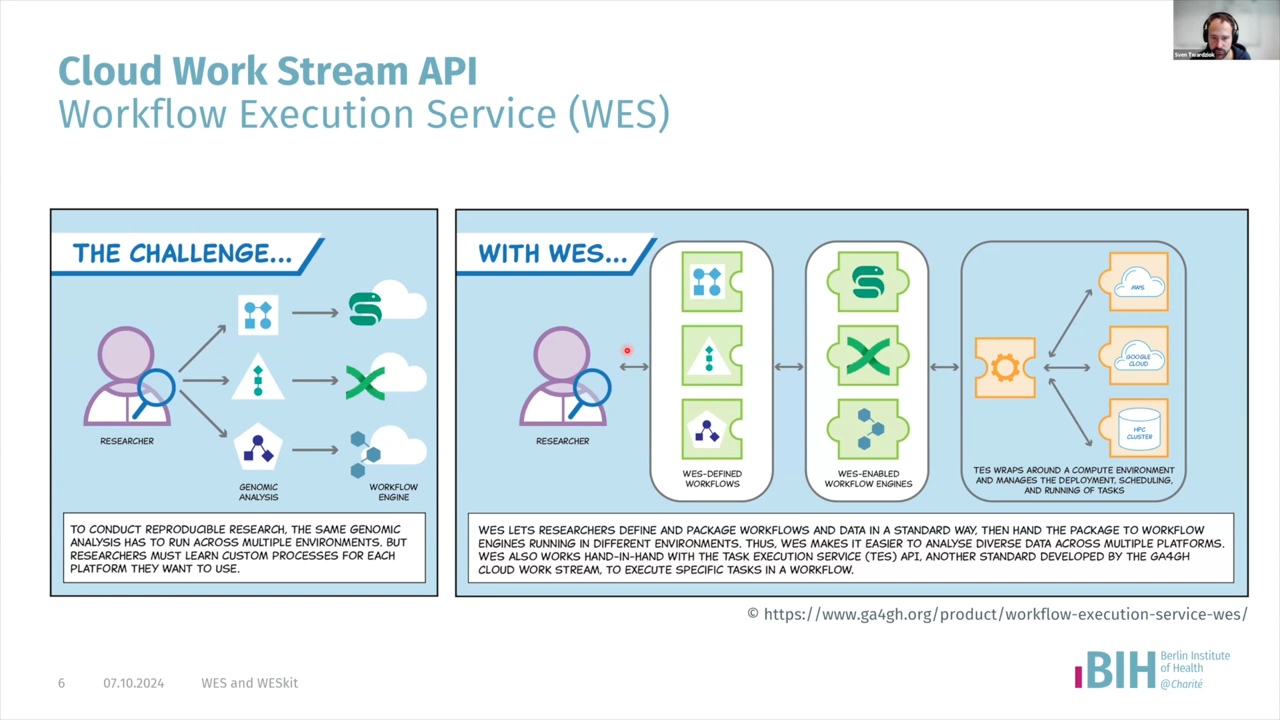 Cloud Work Stream API
Workflow Execution Service (WES)
Sven Twardziok
THE CHALLENGE...
RESEARCHER
GENOMIC
ANALYSIS
WORKFLOW
ENGINE
TO CONDUCT REPRODUCIBLE RESEARCH, THE SAME GENOMIC
ANALYSIS HAS TO RUN ACROSS MULTIPLE ENVIRONMENTS. BUT
RESEARCHERS MUST LEARN CUSTOM PROCESSES FOR EACH
PLATFORM THEY WANT TO USE.
WITH WES...
RESEARCHER
WES-DEFINED
WORKFLOWS
WES-ENABLED
WORKFLOW ENGINES
AWS
GOOGLE
CLOUD
HPC
CLUSTER
TES WRAPS AROUND A COMPUTE ENVIRONMENT
AND MANAGES THE DEPLOYMENT, SCHEDULING,
AND RUNNING OF TASKS
WES LETS RESEARCHERS DEFINE AND PACKAGE WORKFLOWS AND DATA IN A STANDARD WAY, THEN HAND THE PACKAGE TO WORKFLOW
ENGINES RUNNING IN DIFFERENT ENVIRONMENTS. THUS, WES MAKES IT EASIER TO ANALYSE DIVERSE DATA ACROSS MULTIPLE PLATFORMS.
WES ALSO WORKS HAND-IN-HAND WITH THE TASK EXECUTION SERVICE (TES) API, ANOTHER STANDARD DEVELOPED BY THE GA4GH
CLOUD WORK STREAM, TO EXECUTE SPECIFIC TASKS IN A WORKFLOW.
© https://www.ga4gh.org/product/workflow-execution-service-wes/
6 07.10.2024 WES and WESkit
BIH Berlin Institute
of Health
@Charité